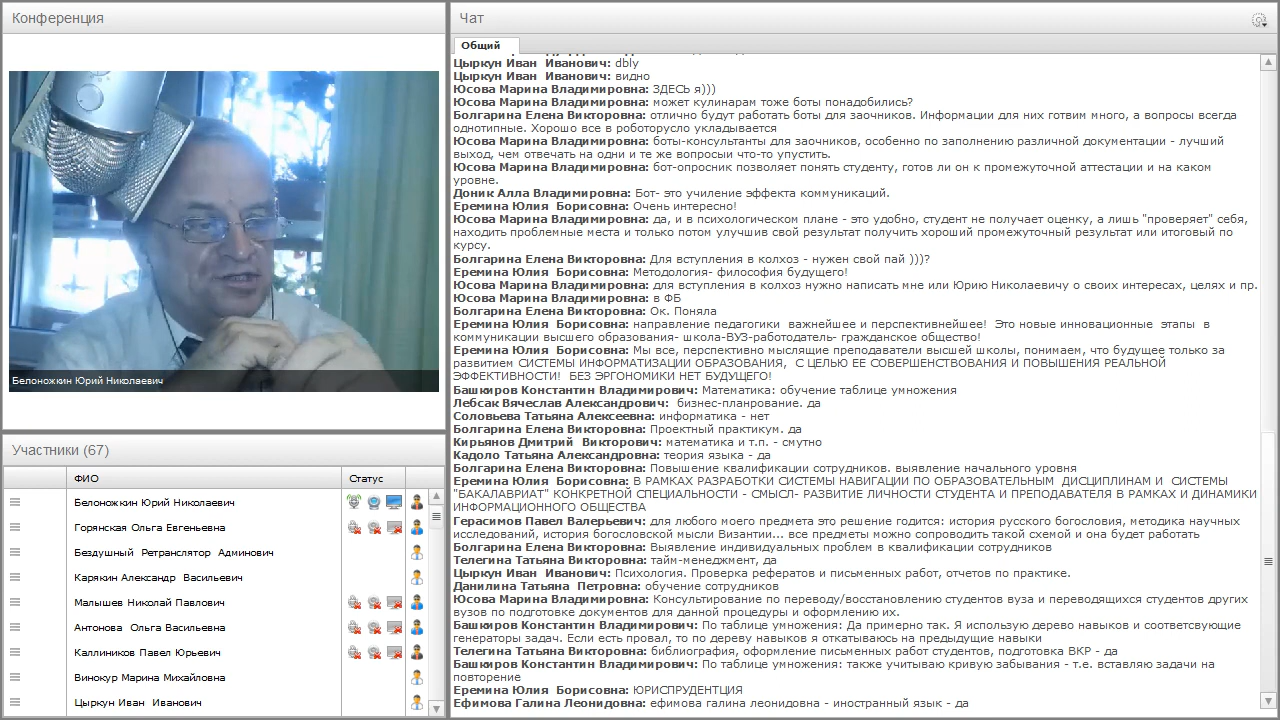 Конференция
Белоножкин Юрий Николаевич
Участники (67)
ФИО
Статус
Белоножкин Юрий Николаевич
Горянская Ольга Евгеньевна
Бездушный Ретранслятор Админович
Карякин Александр Васильевич
Малышев Николай Павлович
Антонова Ольга Васильевна
Каллиников Павел Юрьевич
Винокур Марина Михайловна
Цыркун Иван Иванович
Чат
Общий
Цыркун Иван Иванович: dbly
Цыркун Иван Иванович: видно
Юсова Марина Владимировна: ЗДЕСЬ я)))
Юсова Марина Владимировна: может кулинарам тоже боты понадобились?
Болгарина Елена Викторовна: отлично будут работать боты для заочников. Информации для них готвим много, а вопросы всегда
однотипные. Хорошо все в роботорусло укладывается
Юсова Марина Владимировна: боты-консультанты для заочников, особенно по заполнению различной документации - лучший
выход, чем отвечать на одни и те же вопросыи что-то упустить.
Юсова Марина Владимировна: бот-опросник позволяет понять студенту, готов ли он к промежуточной аттестации и на каком
уровне.
Доник Алла Владимировна: Бот- это училение эффекта коммуникаций.
Еремина Юлия Борисовна: Очень интересно!
Юсова Марина Владимировна: да, и в психологическом плане - это удобно, студент не получает оценку, а лишь "проверяет" себя,
находить проблемные места и только потом улучшив свой результат получить хороший промежуточный результат или итоговый по
курсу.
Болгарина Елена Викторовна: Для вступления в колхоз - нужен свой пай )))?
Еремина Юлия Борисовна: Методология- философия будущего!
Юсова Марина Владимировна: для вступления в колхоз нужно написать мне или Юрию Николаевичу о своих интересах, целях и пр.
Юсова Марина Владимировна: в ФБ
Болгарина Елена Викторовна: Ок. Поняла
Еремина Юлия Борисовна: направление педагогики важнейшее и перспективнейшее! Это новые инновационные этапы в
коммуникации высшего образования- школа-ВУЗ-работодатель- гражданское общество!
Еремина Юлия Борисовна: Мы все, перспективно мыслящие преподаватели высшей школы, понимаем, что будущее только за
развитием СИСТЕМЫ ИНФОРМАТИЗАЦИИ ОБРАЗОВАНИЯ, С ЦЕЛЬЮ ЕЕ СОВЕРШЕНСТВОВАНИЯ И ПОВЫШЕНИЯ РЕАЛЬНОЙ
ЭФФЕКТИВНОСТИ! БЕЗ ЭРГОНОМИКИ НЕТ БУДУЩЕГО!
Башкиров Константин Владимирович: Математика: обучение таблице умножения
Лебсак Вячеслав Александрович: бизнес-планрование. да
Соловьева Татьяна Алексеевна: информатика - нет
Болгарина Елена Викторовна: Проектный практикум. да
Кирьянов Дмитрий Викторович: математика и т.п. - смутно
Кадоло Татьяна Александровна: теория языка - да
Болгарина Елена Викторовна: Повышение квалификации сотрудников. выявление начального уровня
Еремина Юлия Борисовна: В РАМКАХ РАЗРАБОТКИ СИСТЕМЫ НАВИГАЦИИ ПО ОБРАЗОВАТЕЛЬНЫМ ДИСЦИПЛИНАМ И СИСТЕМЫ
"БАКАЛАВРИАТ" КОНКРЕТНОЙ СПЕЦИАЛЬНОСТИ - СМЫСЛ- РАЗВИТИЕ ЛИЧНОСТИ СТУДЕНТА И ПРЕПОДАВАТЕЛЯ В РАМКАХ И ДИНАМИКИ
ИНФОРМАЦИОННОГО ОБЩЕСТВА
Герасимов Павел Валерьевич: для любого моего предмета это решение годится: история русского богословия, методика научных
исследований, история богословской мысли Византии... все предметы можно сопроводить такой схемой и она будет работать
Болгарина Елена Викторовна: Выявление индивидуальных проблем в квалификации сотрудников
Телегина Татьяна Викторовна: тайм-менеджмент, да
Цыркун Иван Иванович: Психология. Проверка рефератов и письменных работ, отчетов по практике.
Данилина Татьяна Петровна: обучение сотрудников
Юсова Марина Владимировна: Консультирование по переводу/восстановлению студентов вуза и переводящихся студентов других
вузов по подготовке документов для данной процедуры и оформлению их.
Башкиров Константин Владимирович: По таблице умножения: Да примерно так. Я использую дерево навыков и соответсвующие
генераторы задач. Если есть провал, то по дереву навыков я откатываюсь на предыдущие навыки
Телегина Татьяна Викторовна: библиография, оформление письменных работ студентов, подготовка ВКР - да
Башкиров Константин Владимирович: По таблице умножения: также учитываю кривую забывания - т.е. вставляю задачи на
повторение
Еремина Юлия Борисовна: ЮРИСПРУДЕНТЦИЯ
Ефимова Галина Леонидовна: ефимова галина леонидовна - иностранный язык - да